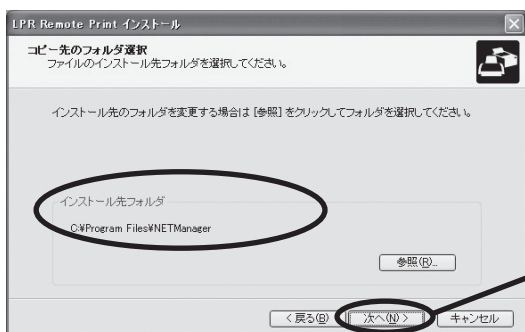 LPR Remote Print インストール
コピー先のフォルダ選択
ファイルのインストール先フォルダを選択してください。
インストール先のフォルダを変更する場合は [参照] をクリックしてフォルダを選択してください。
インストール先フォルダ
C:¥Program Files¥NETManager
参照(R)...
< 戻る(B)
次へ(N) >
キャンセル